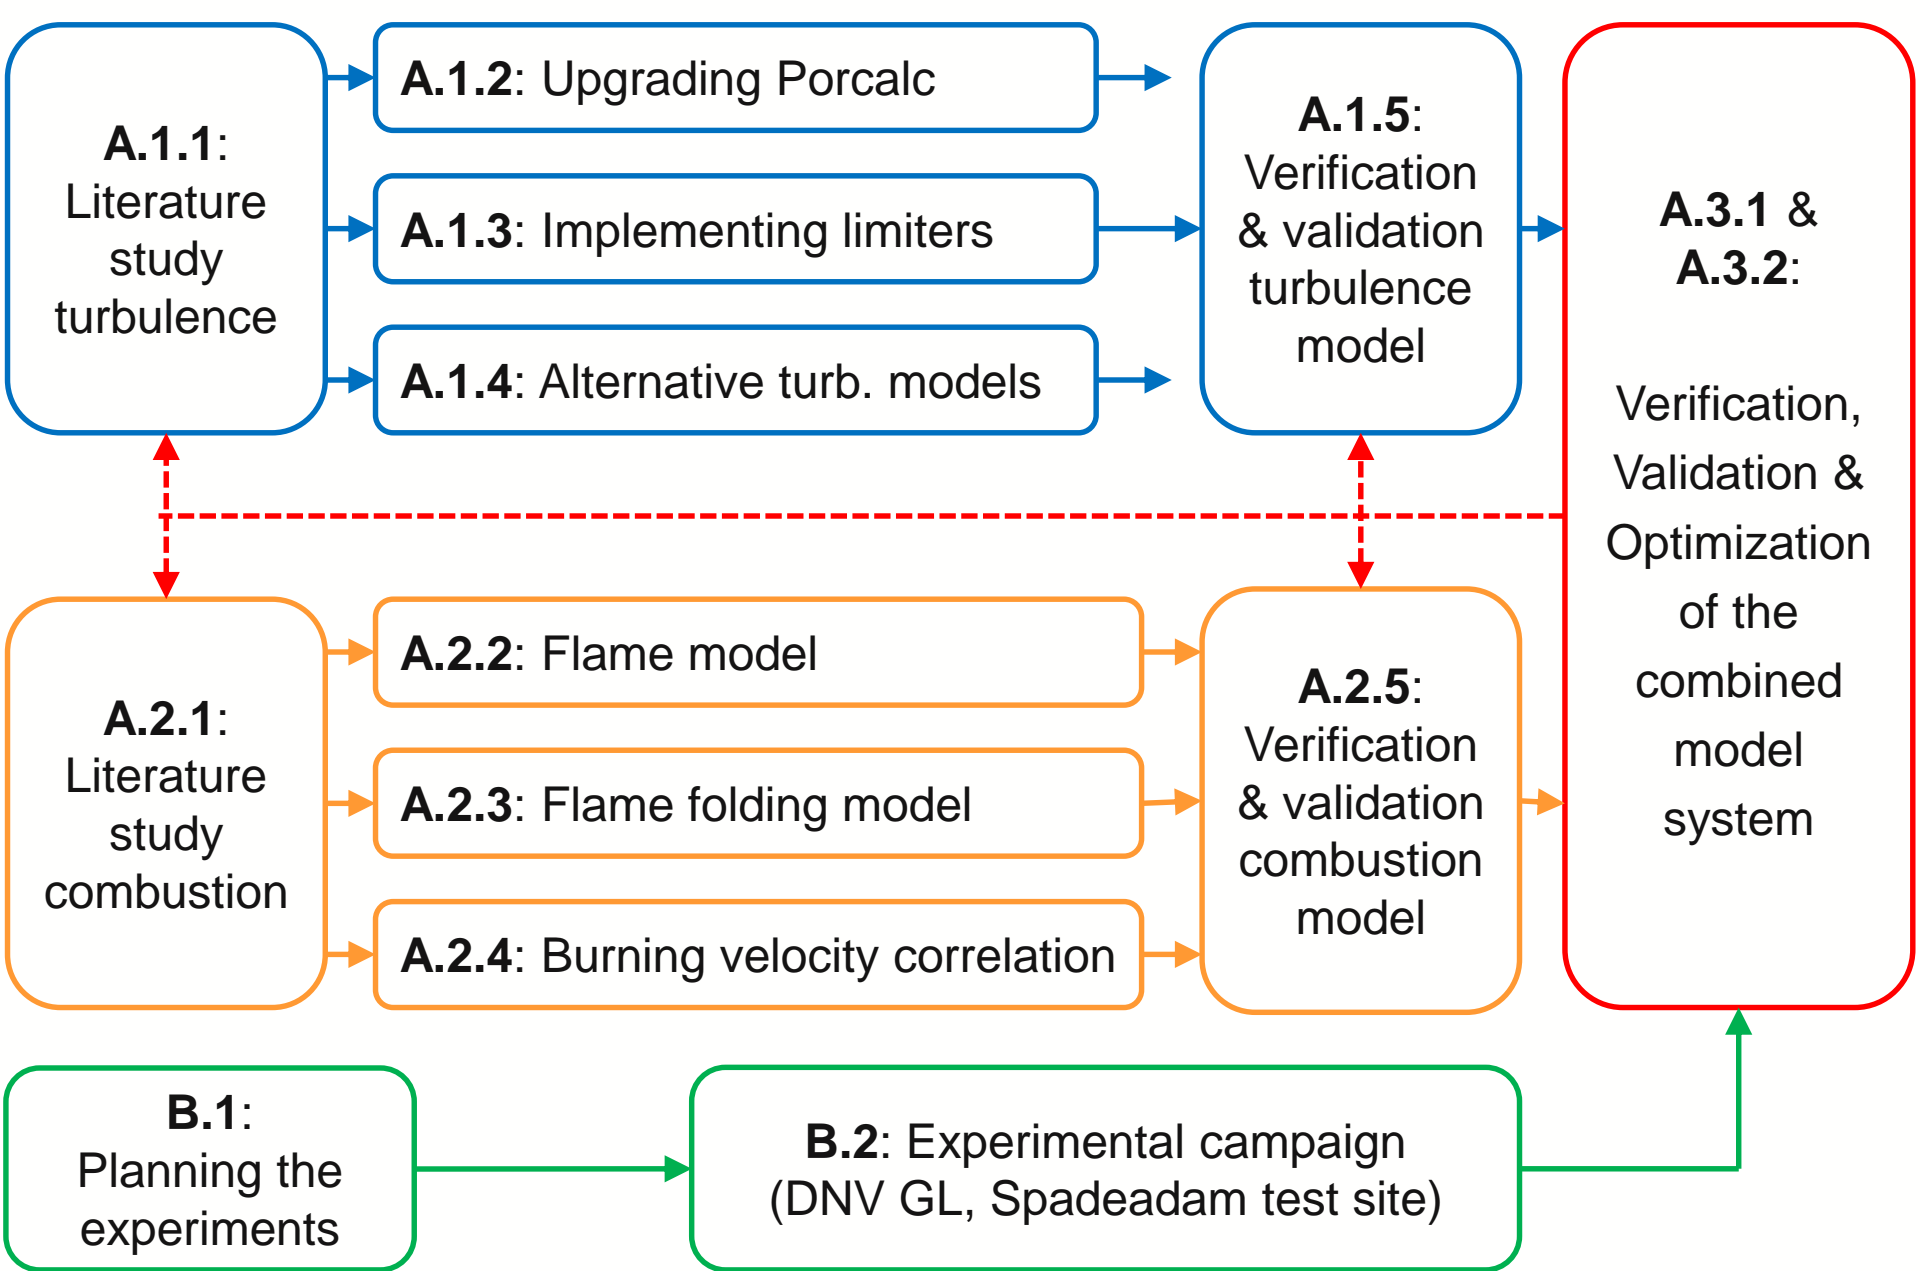 A.1.1:
Literature
study
turbulence
A.1.2: Upgrading Porcalc
A.1.3: Implementing limiters
A.1.4: Alternative turb. models
A.1.5:
Verification
& validation
turbulence
model
A.2.1:
Literature
study
combustion
A.2.2: Flame model
A.2.3: Flame folding model
A.2.4: Burning velocity correlation
A.2.5:
Verification
& validation
combustion
model
A.3.1 &
A.3.2:
Verification,
Validation &
Optimization
of the
combined
model
system
B.1:
Planning the
experiments
B.2: Experimental campaign
(DNV GL, Spadeadam test site)